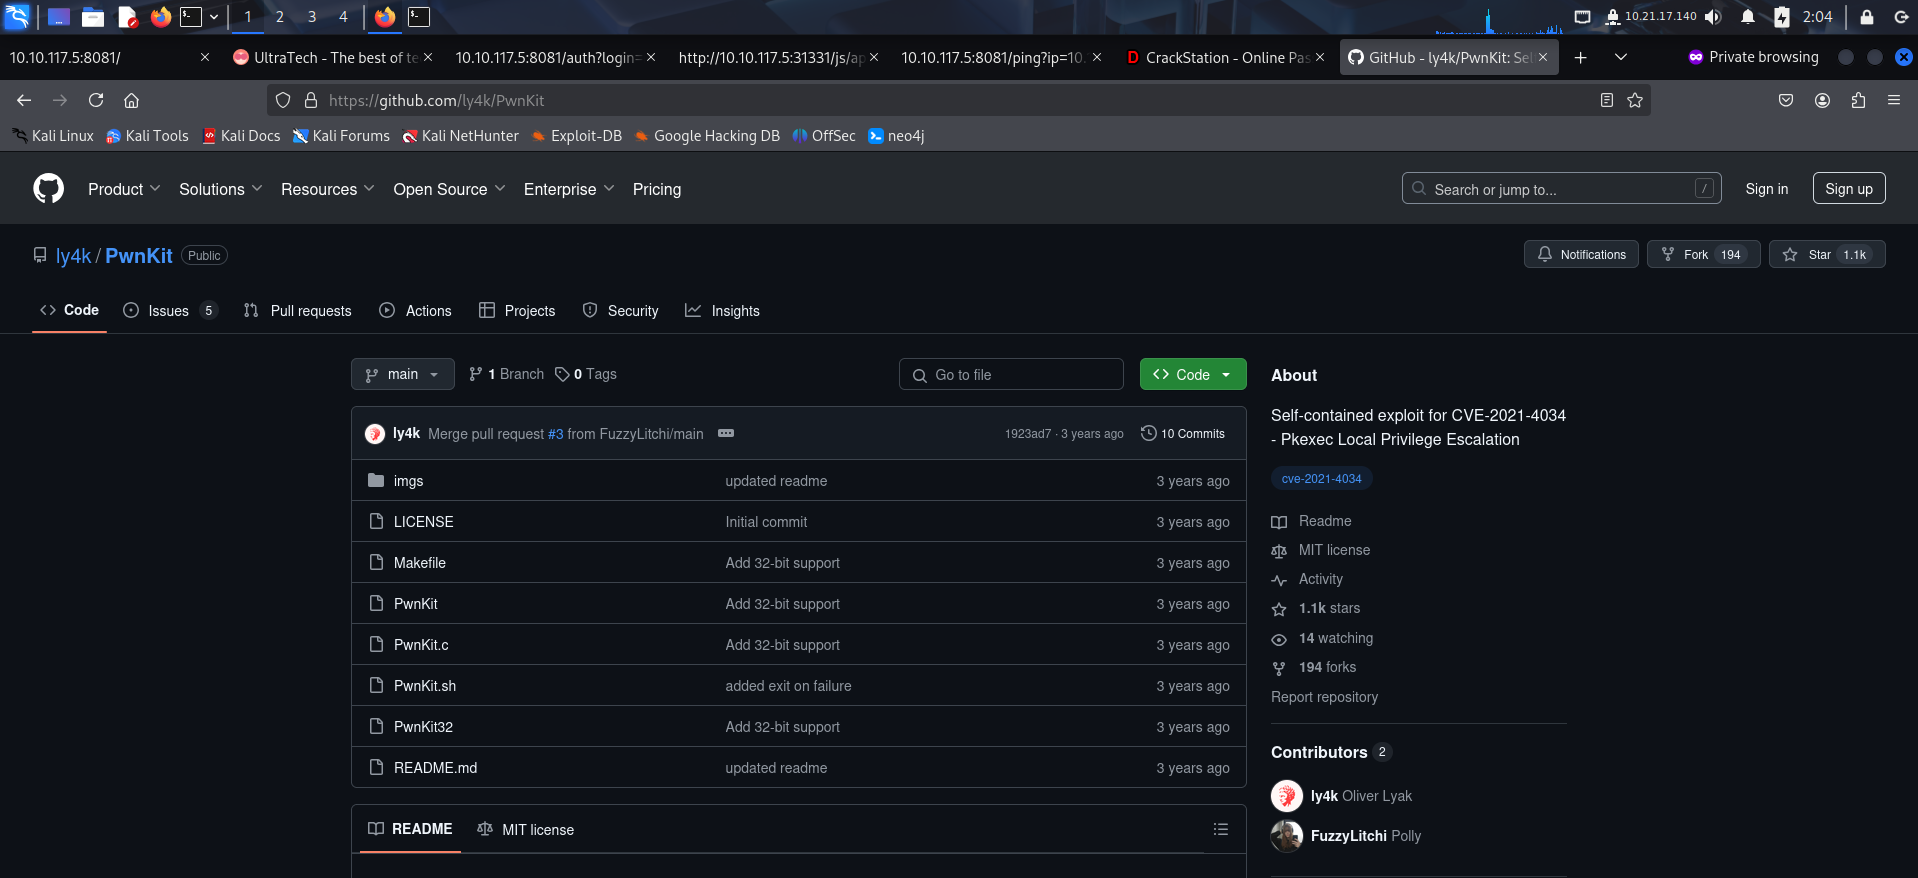 1 2 3 4 10.21.17.140 2:04
10.10.117.5:8081/ UltraTech - The best of te 10.10.117.5:8081/auth?login= http://10.10.117.5:31331/js/ap 10.10.117.5:8081/ping?ip=10. CrackStation - Online Pas GitHub - ly4k/PwnKit: Sel Private browsing
https://github.com/ly4k/PwnKit
Kali Linux Kali Tools Kali Docs Kali Forums Kali NetHunter Exploit-DB Google Hacking DB OffSec neo4j
Product Solutions Resources Open Source Enterprise Pricing Search or jump to... / Sign in Sign up
ly4k / PwnKit Public Notifications Fork 194 Star 1.1k
Code Issues 5 Pull requests Actions Projects Security Insights
main 1 Branch 0 Tags Go to file Code
ly4k Merge pull request #3 from FuzzyLitchi/main 1923ad7 · 3 years ago 10 Commits
imgs updated readme 3 years ago
LICENSE Initial commit 3 years ago
Makefile Add 32-bit support 3 years ago
PwnKit Add 32-bit support 3 years ago
PwnKit.c Add 32-bit support 3 years ago
PwnKit.sh added exit on failure 3 years ago
PwnKit32 Add 32-bit support 3 years ago
README.md updated readme 3 years ago
README MIT license
About
Self-contained exploit for CVE-2021-4034
- Pkexec Local Privilege Escalation
cve-2021-4034
Readme
MIT license
Activity
1.1k stars
14 watching
194 forks
Report repository
Contributors 2
ly4k Oliver Lyak
FuzzyLitchi Polly